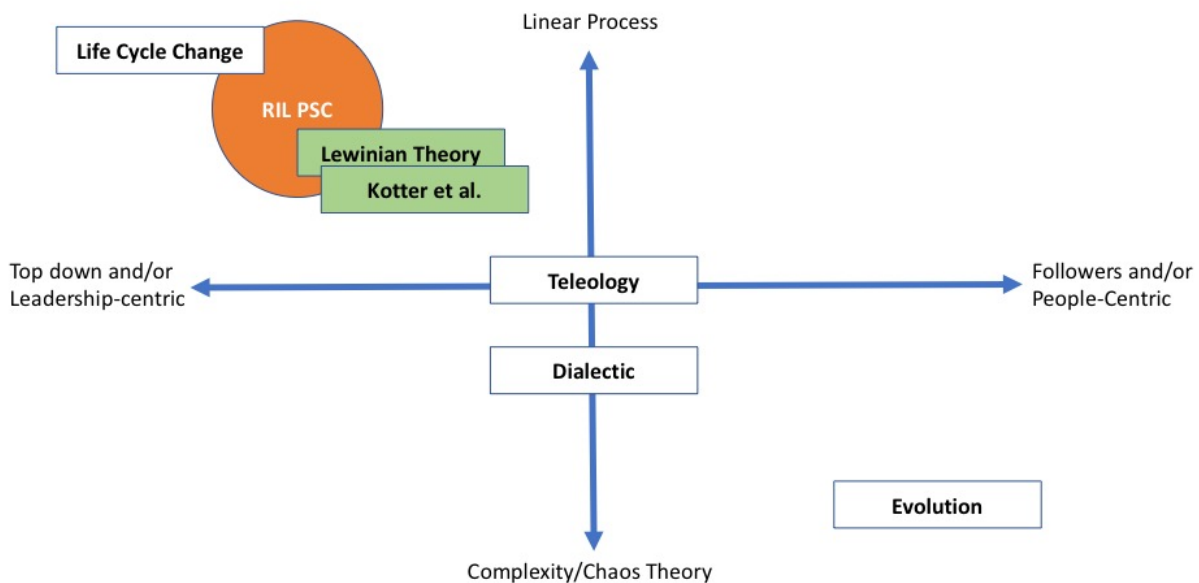 Linear Process
Life Cycle Change
RIL PSC
Lewinian Theory
Kotter et al.
Top down and/or
Leadership-centric
Teleology
Followers and/or
People-Centric
Dialectic
Evolution
Complexity/Chaos Theory